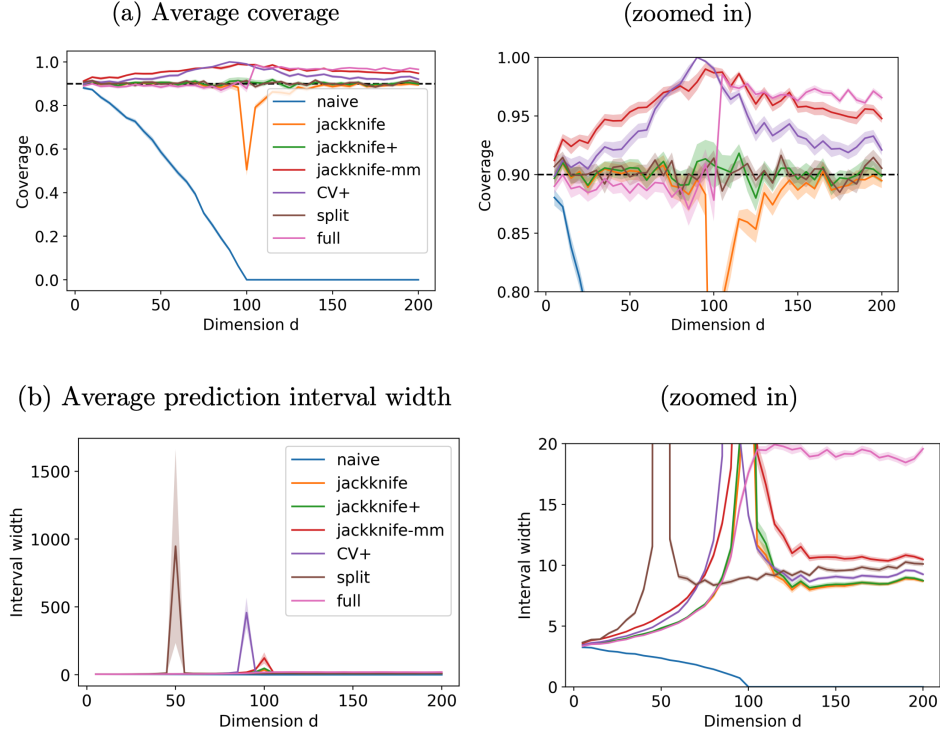 (a) Average coverage
(zoomed in)
1.0
0.8
0.6
0.4
0.2
0.0
Coverage
naive
jackknife
jackknife+
jackknife-mm
CV+
split
full
0
50
100
150
200
Dimension d
1.00
0.95
0.90
0.85
0.80
Coverage
0
50
100
150
200
Dimension d
(b) Average prediction interval width
(zoomed in)
1500
1000
500
0
Interval width
naive
jackknife
jackknife+
jackknife-mm
CV+
split
full
0
50
100
150
200
Dimension d
20
15
10
5
0
Interval width
0
50
100
150
200
Dimension d